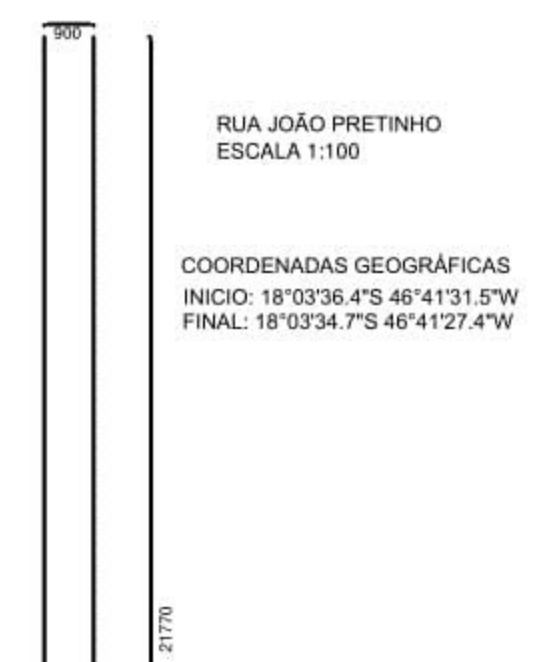 900
RUA JOÃO PRETINHO
ESCALA 1:100
COORDENADAS GEOGRÁFICAS
INICIO: 18°03'36.4"S 46°41'31.5"W
FINAL: 18°03'34.7"S 46°41'27.4"W
21770